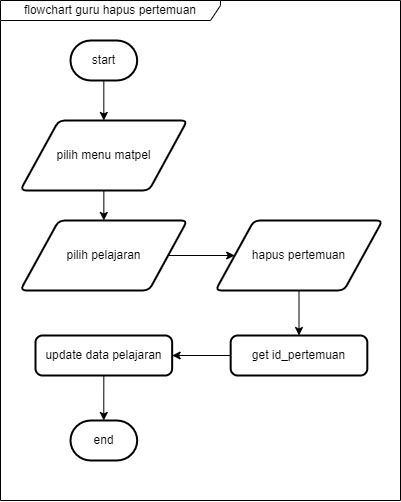 flowchart guru hapus pertemuan
start
pilih menu matpel
pilih pelajaran
hapus pertemuan
get id_pertemuan
update data pelajaran
end